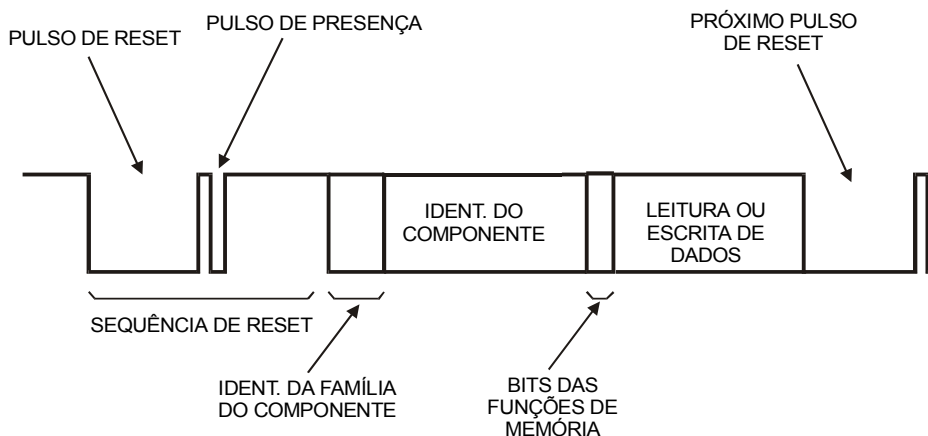 PULSO DE RESET
PULSO DE PRESENÇA
PRÓXIMO PULSO
DE RESET
IDENT. DO
COMPONENTE
LEITURA OU
ESCRITA DE
DADOS
SEQUÊNCIA DE RESET
IDENT. DA FAMÍLIA
DO COMPONENTE
BITS DAS
FUNÇÕES DE
MEMÓRIA